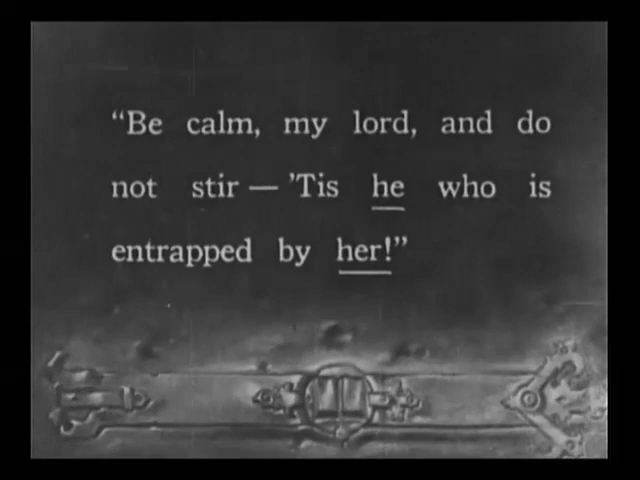 “Be calm, my lord, and do
not stir — ’Tis he who is
entrapped by her!”